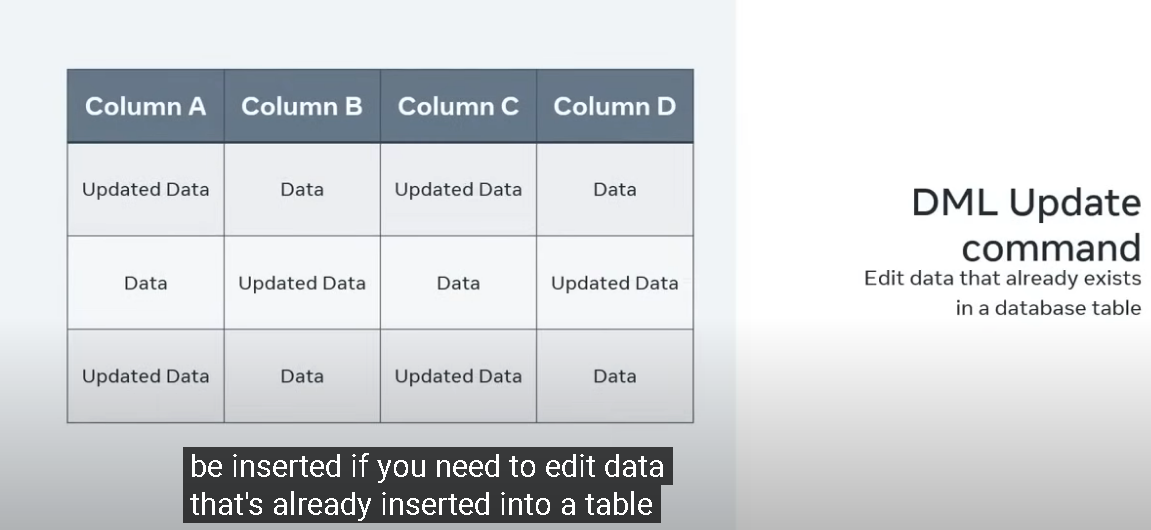 Column A Column B Column C Column D
Updated Data Data Updated Data Data
Data Updated Data Data Updated Data
Updated Data Data Updated Data Data
DML Update
command
Edit data that already exists
in a database table
be inserted if you need to edit data
that's already inserted into a table